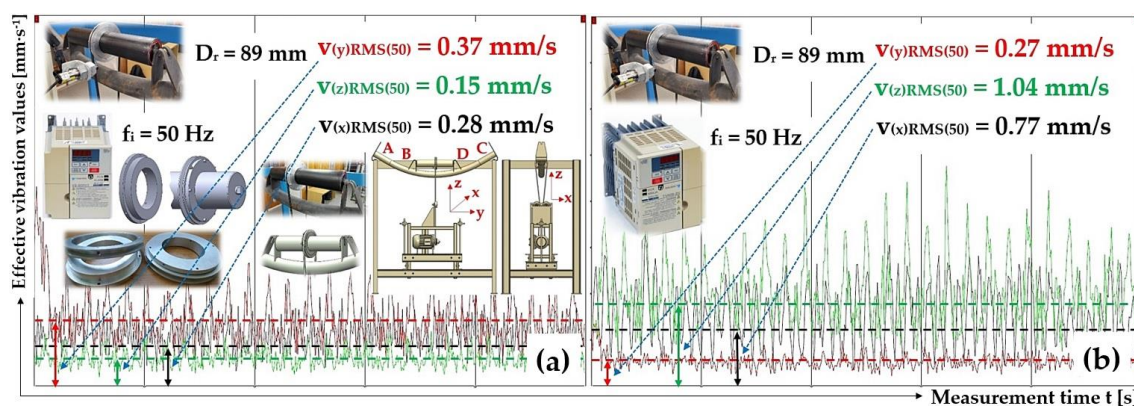 Effective vibration values [mm·s⁻¹]
Dr = 89 mm
v(y)RMS(50) = 0.37 mm/s
v(z)RMS(50) = 0.15 mm/s
fi = 50 Hz
v(x)RMS(50) = 0.28 mm/s
A
B
D
C
z
x
y
z
x
(a)
Dr = 89 mm
v(y)RMS(50) = 0.27 mm/s
v(z)RMS(50) = 1.04 mm/s
fi = 50 Hz
v(x)RMS(50) = 0.77 mm/s
(b)
Measurement time t [s]